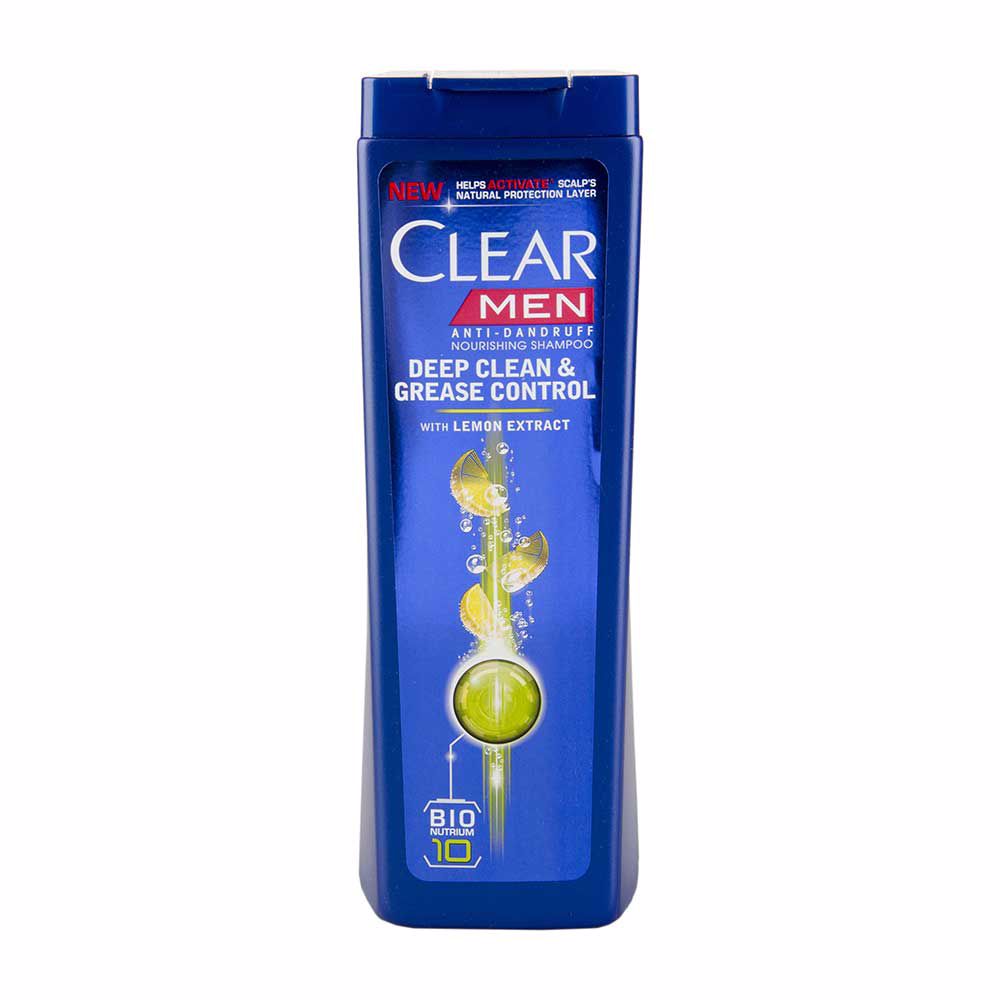 NEW HELPS ACTIVATE SCALP'S
NATURAL PROTECTION LAYER
CLEAR
MEN
ANTI-DANDRUFF
NOURISHING SHAMPOO
DEEP CLEAN &
GREASE CONTROL
WITH LEMON EXTRACT
BIO
NUTRIUM
10